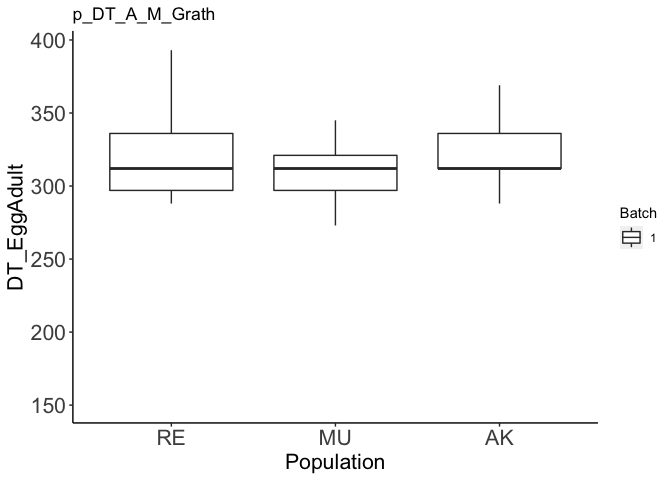 p_DT_A_M_Grath
400
350
300
250
200
150
DT_EggAdult
RE MU AK
Population
Batch
1